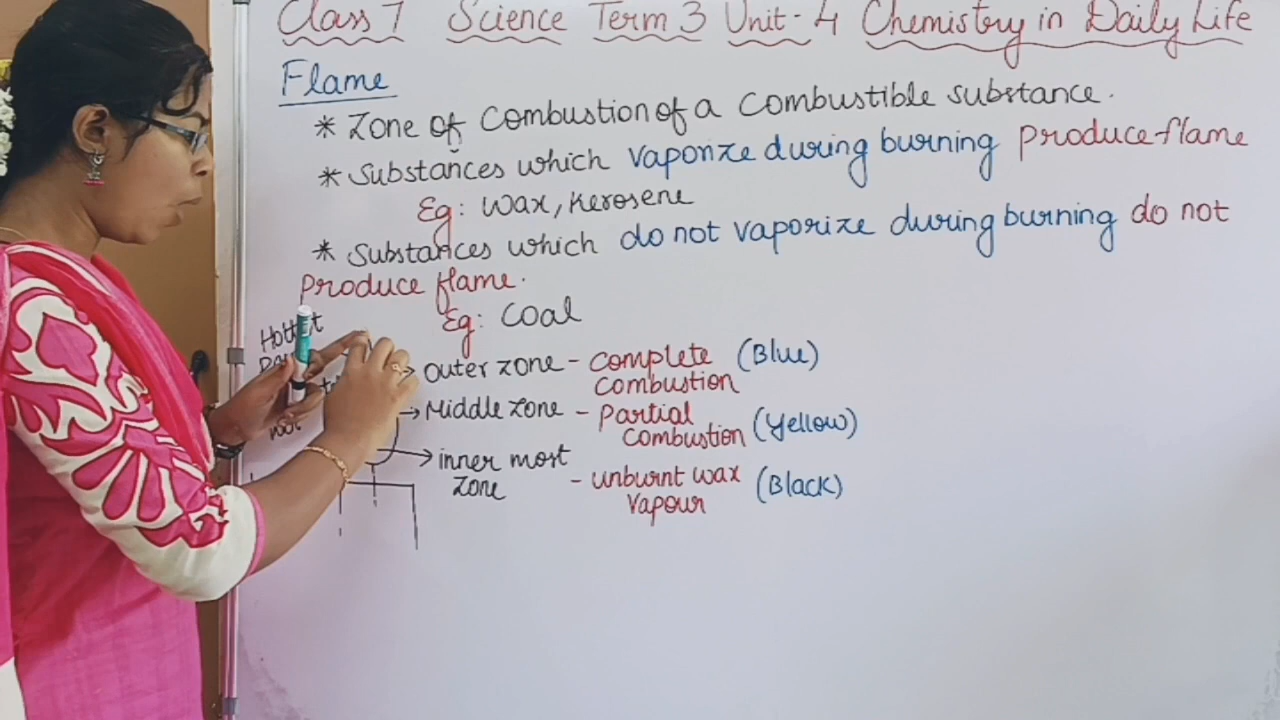 Class 7 Science Term 3 Unit - 4 Chemistry in Daily Life
Flame
* Zone of Combustion of a Combustible substance.
* Substances which vaporize during burning produce flame
Eg: Wax, Kerosene
* Substances which do not vaporize during burning do not
produce flame.
Eg: Coal
Outer zone - complete (Blue)
combustion
Middle zone - Partial
combustion (yellow)
inner most
zone - unburnt wax (Black)
vapour